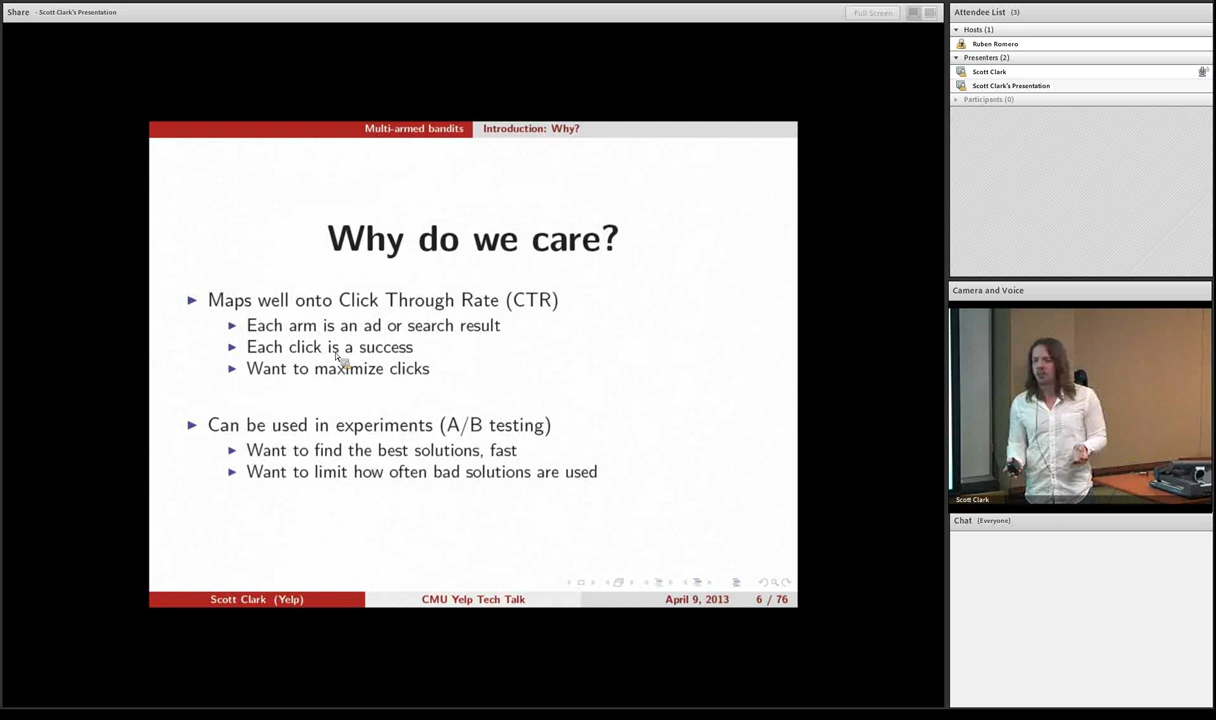 Share - Scott Clark's Presentation
Full Screen
Multi-armed bandits
Introduction: Why?
Why do we care?
Maps well onto Click Through Rate (CTR)
Each arm is an ad or search result
Each click is a success
Want to maximize clicks
Can be used in experiments (A/B testing)
Want to find the best solutions, fast
Want to limit how often bad solutions are used
Scott Clark (Yelp)
CMU Yelp Tech Talk
April 9, 2013
6 / 76
Attendee List (3)
Hosts (1)
Ruben Romero
Presenters (2)
Scott Clark
Scott Clark's Presentation
Participants (0)
Camera and Voice
Scott Clark
Chat (Everyone)